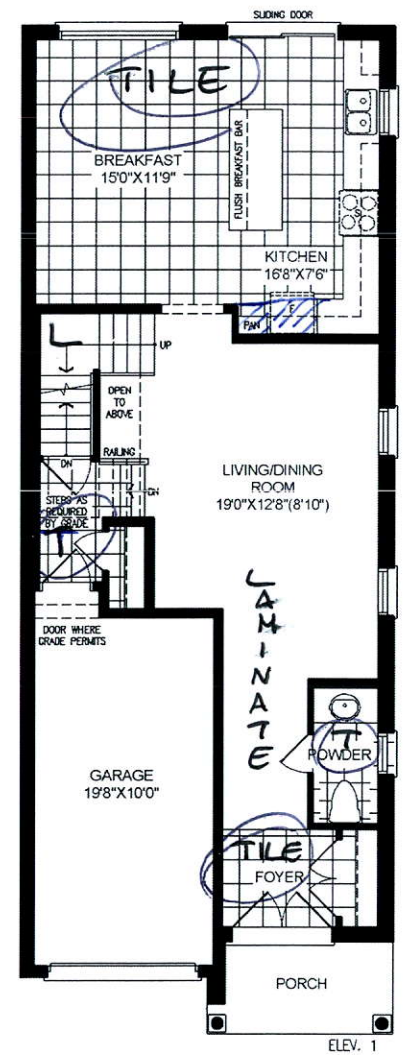 SLIDING DOOR
TILE
BREAKFAST
15'0"X11'9"
FLUSH BREAKFAST BAR
S
KITCHEN
16'8"X7'6"
PAN
F
L
UP
OPEN
TO
ABOVE
RAILING
DN
DN
STEPS AS
REQUIRED
BY GRADE
T
LIVING/DINING
ROOM
19'0"X12'8"(8'10")
DOOR WHERE
GRADE PERMITS
LAMINATE
GARAGE
19'8"X10'0"
T
POWDER
TILE
FOYER
PORCH
ELEV. 1